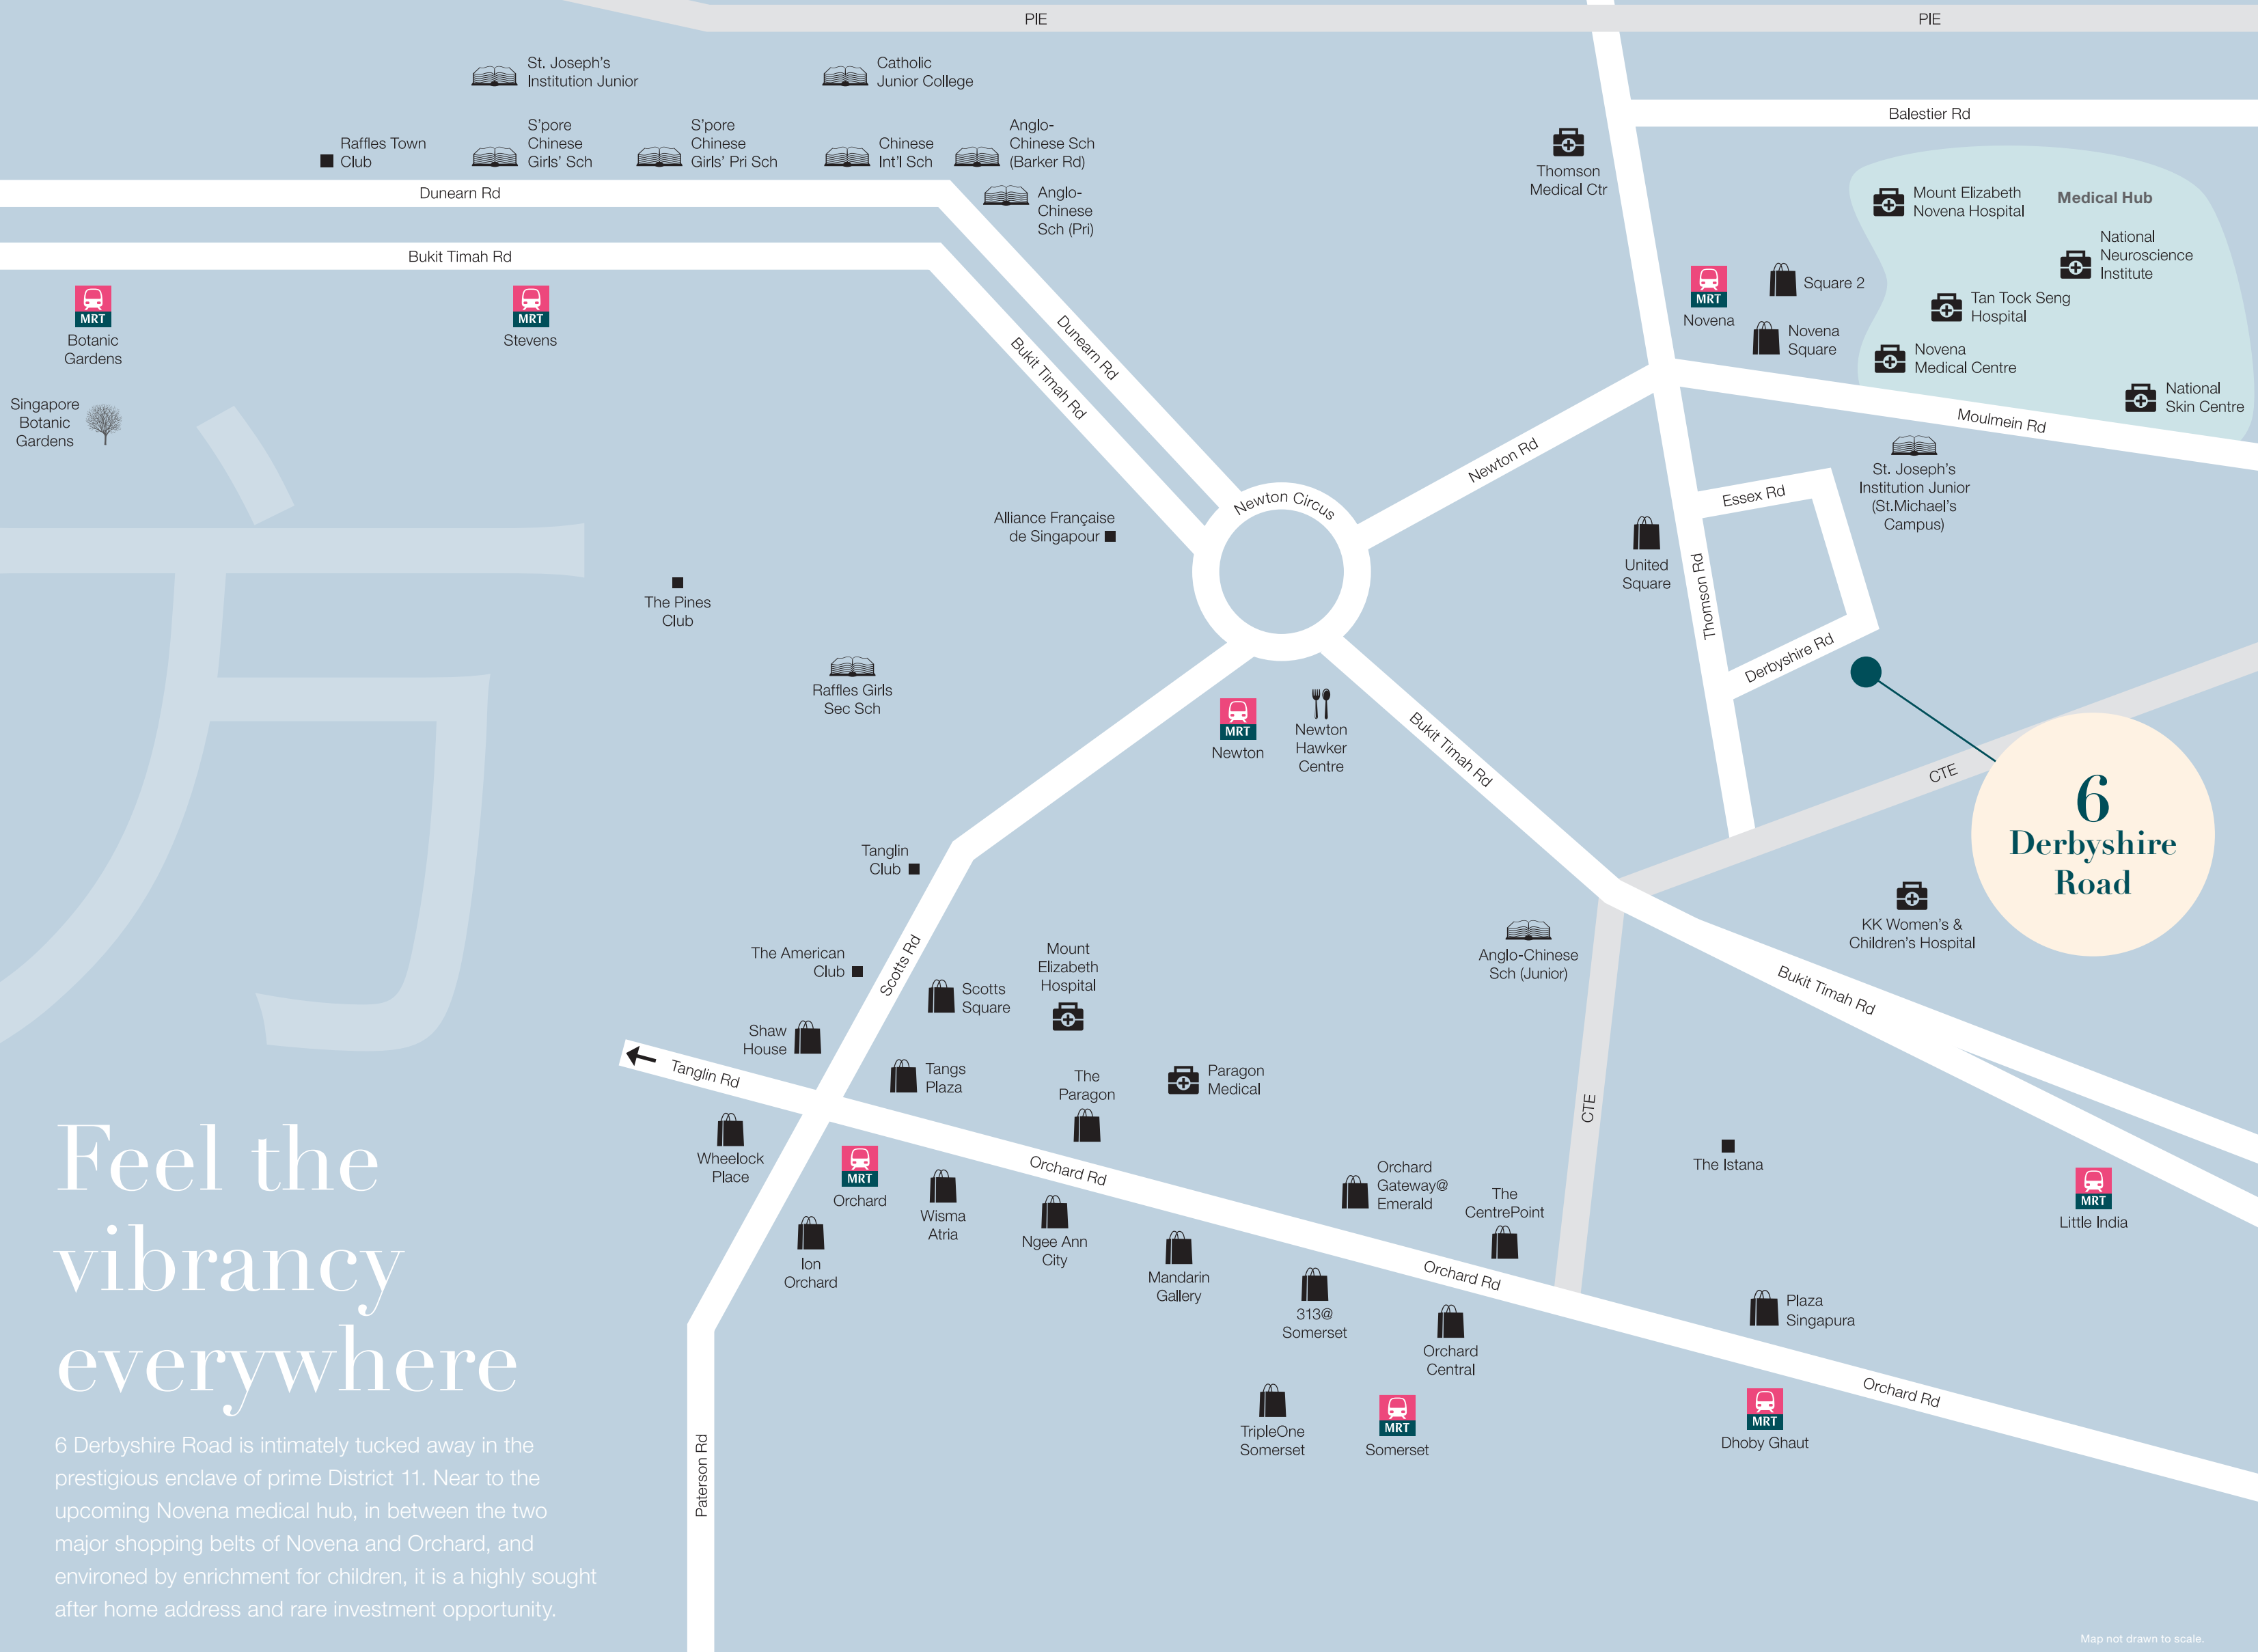 PIE
PIE
St. Joseph's
Institution Junior
Catholic
Junior College
Balestier Rd
Raffles Town
Club
S'pore
Chinese
Girls' Sch
S'pore
Chinese
Girls' Pri Sch
Chinese
Int'l Sch
Anglo-
Chinese Sch
(Barker Rd)
Thomson
Medical Ctr
Dunearn Rd
Anglo-
Chinese
Sch (Pri)
Mount Elizabeth
Novena Hospital
Medical Hub
National
Neuroscience
Institute
Bukit Timah Rd
MRT
Botanic
Gardens
MRT
Stevens
MRT
Novena
Square 2
Novena
Square
Tan Tock Seng
Hospital
Novena
Medical Centre
National
Skin Centre
Dunearn Rd
Bukit Timah Rd
Singapore
Botanic
Gardens
Moulmein Rd
Newton Rd
St. Joseph's
Institution Junior
(St.Michael's
Campus)
Essex Rd
Newton Circus
Alliance Française
de Singapour
United
Square
Thomson Rd
The Pines
Club
Derbyshire Rd
Raffles Girls
Sec Sch
MRT
Newton
Newton
Hawker
Centre
Bukit Timah Rd
CTE
6
Derbyshire
Road
Tanglin
Club
KK Women's &
Children's Hospital
Anglo-Chinese
Sch (Junior)
The American
Club
Scotts Rd
Scotts
Square
Mount
Elizabeth
Hospital
Bukit Timah Rd
Shaw
House
Tanglin Rd
Tangs
Plaza
The
Paragon
Paragon
Medical
CTE
Wheelock
Place
MRT
Orchard
Orchard Rd
Wisma
Atria
Ngee Ann
City
Ion
Orchard
Mandarin
Gallery
Orchard
Gateway@
Emerald
The
CentrePoint
The Istana
MRT
Little India
Orchard Rd
313@
Somerset
Orchard
Central
Plaza
Singapura
TripleOne
Somerset
MRT
Somerset
MRT
Dhoby Ghaut
Orchard Rd
Paterson Rd
方
Feel the
vibrancy
everywhere
6 Derbyshire Road is intimately tucked away in the
prestigious enclave of prime District 11. Near to the
upcoming Novena medical hub, in between the two
major shopping belts of Novena and Orchard, and
environed by enrichment for children, it is a highly sought
after home address and rare investment opportunity.
Map not drawn to scale.